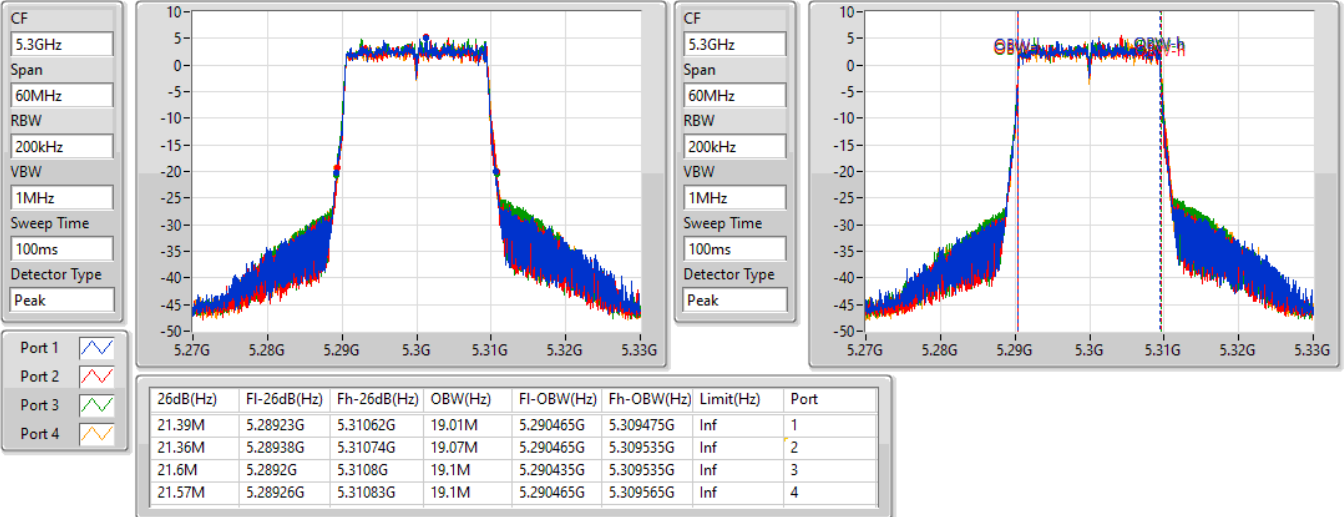 CF
5.3GHz
Span
60MHz
RBW
200kHz
VBW
1MHz
Sweep Time
100ms
Detector Type
Peak
10
5
0
-5
-10
-15
-20
-25
-30
-35
-40
-45
-50
5.27G 5.28G 5.29G 5.3G 5.31G 5.32G 5.33G
CF
5.3GHz
Span
60MHz
RBW
200kHz
VBW
1MHz
Sweep Time
100ms
Detector Type
Peak
10
5
0
-5
-10
-15
-20
-25
-30
-35
-40
-45
-50
OBW-h
5.27G 5.28G 5.29G 5.3G 5.31G 5.32G 5.33G
Port 1
Port 2
Port 3
Port 4
26dB(Hz) Fl-26dB(Hz) Fh-26dB(Hz) OBW(Hz) Fl-OBW(Hz) Fh-OBW(Hz) Limit(Hz) Port
21.39M 5.28923G 5.31062G 19.01M 5.290465G 5.309475G Inf 1
21.36M 5.28938G 5.31074G 19.07M 5.290465G 5.309535G Inf 2
21.6M 5.2892G 5.3108G 19.1M 5.290435G 5.309535G Inf 3
21.57M 5.28926G 5.31083G 19.1M 5.290465G 5.309565G Inf 4